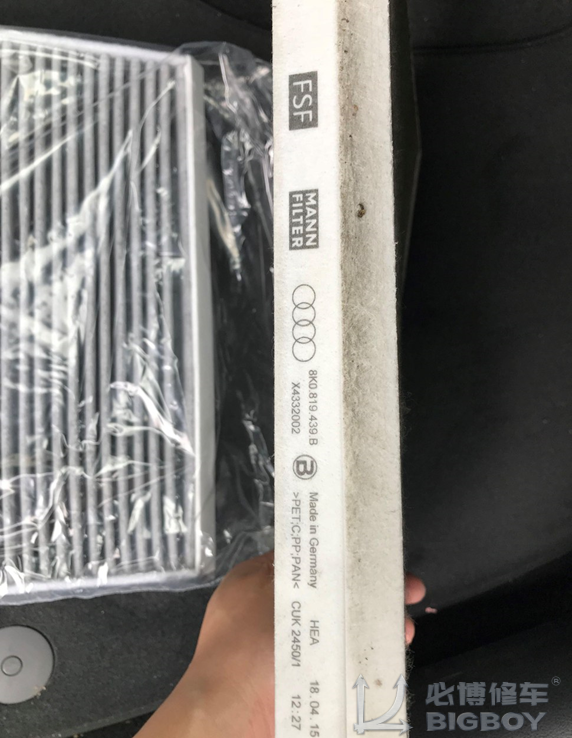 FSF
MANN
FILTER
8K0.819.439 B
X4332002
B
Made in Germany
>PET;C;PP;PAN<
HEA
CUK 2450/1
18.04.15
12:27
必博修车®
BIGBOY